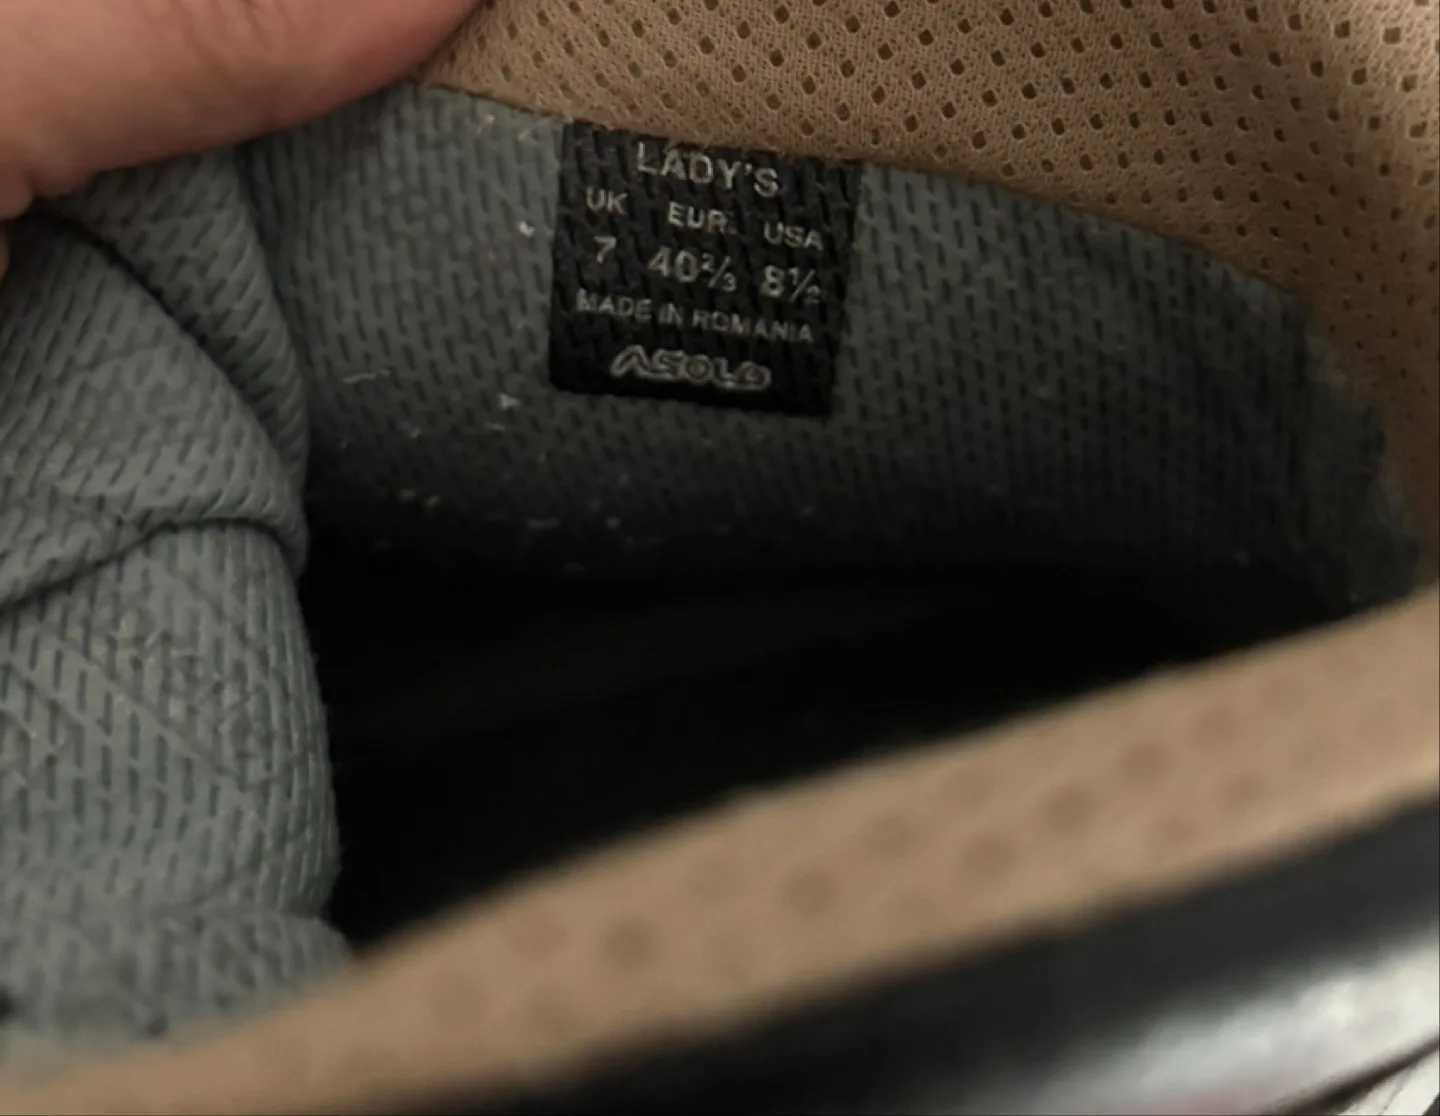 LADY'S
UK EUR. USA
7 40⅔ 8½
MADE IN ROMANIA
ASOLO